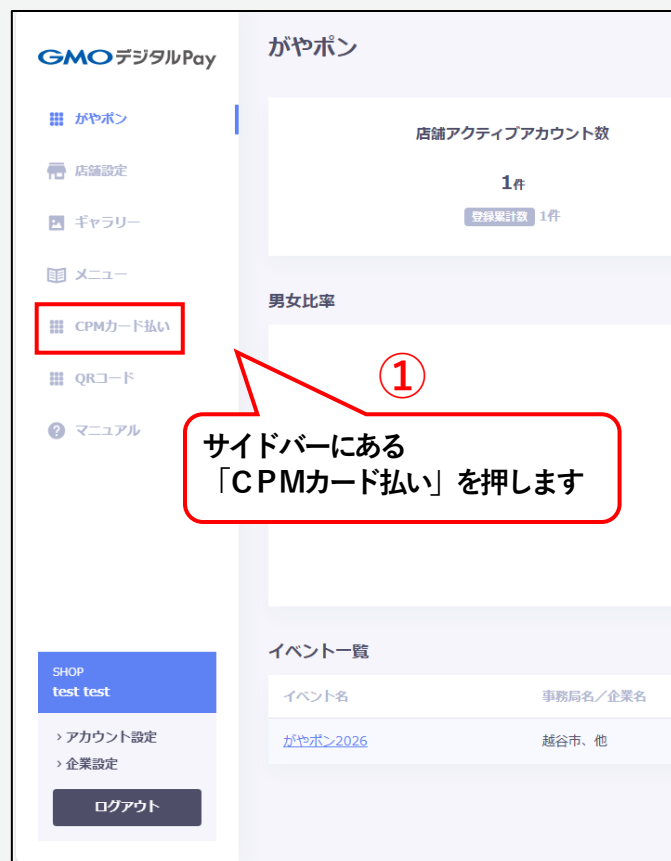 GMOデジタルPay
がやポン
店舗設定
ギャラリー
メニュー
CPMカード払い
QRコード
マニュアル
がやポン
店舗アクティブアカウント数
1件
登録累計数 1件
男女比率
①
サイドバーにある
「ＣＰＭカード払い」を押します
イベント一覧
イベント名 事務局名／企業名
がやポン2026 越谷市、他
SHOP
test test
› アカウント設定
› 企業設定
ログアウト